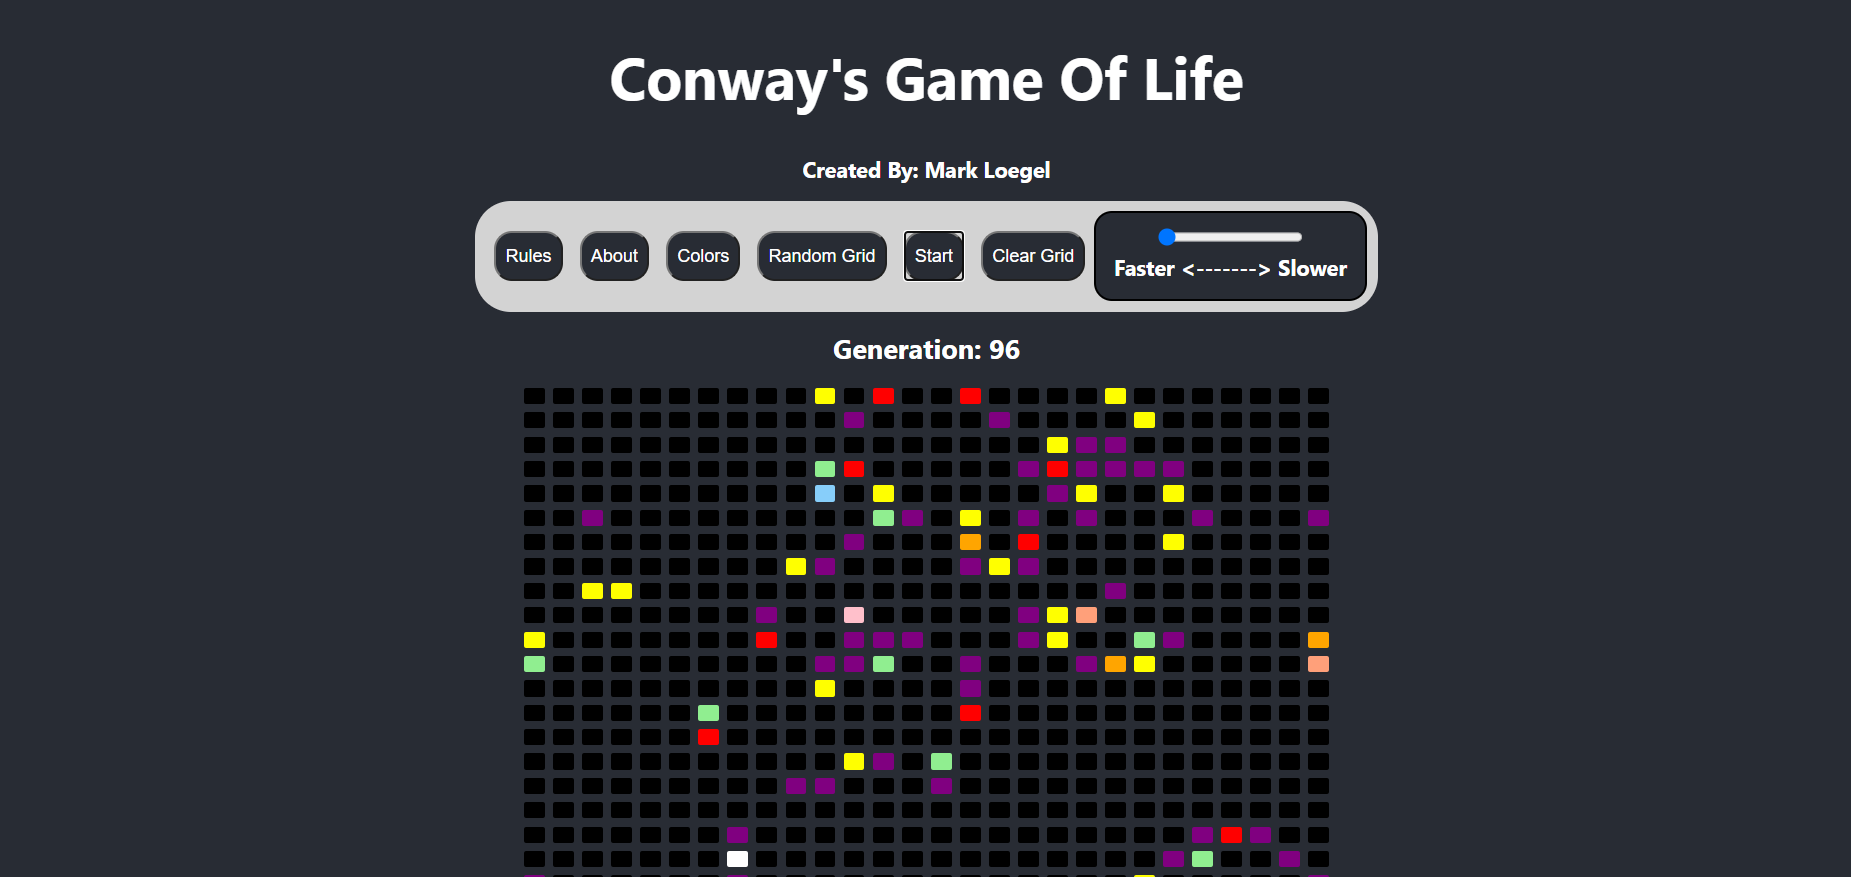 Conway's Game Of Life
Created By: Mark Loegel
Rules About Colors Random Grid Start Clear Grid
Faster <-------> Slower
Generation: 96